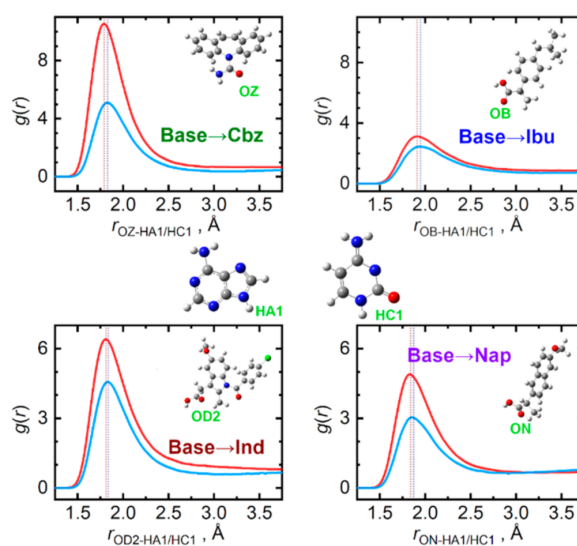 g(r)
10
5
0
OZ
Base→Cbz
1.5 2.0 2.5 3.0 3.5
rOZ-HA1/HC1 , Å
g(r)
8
4
0
OB
Base→Ibu
1.5 2.0 2.5 3.0 3.5
rOB-HA1/HC1 , Å
HA1
HC1
g(r)
6
3
0
OD2
Base→Ind
1.5 2.0 2.5 3.0 3.5
rOD2-HA1/HC1 , Å
g(r)
6
3
0
Base→Nap
ON
1.5 2.0 2.5 3.0 3.5
rON-HA1/HC1 , Å